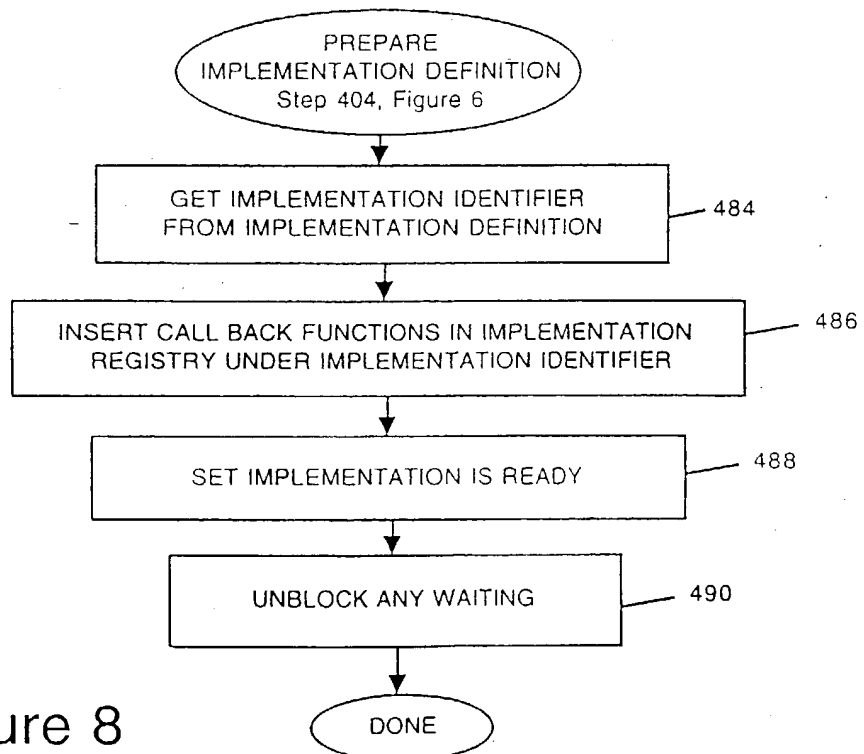 PREPARE
IMPLEMENTATION DEFINITION
Step 404, Figure 6
GET IMPLEMENTATION IDENTIFIER
FROM IMPLEMENTATION DEFINITION
484
INSERT CALL BACK FUNCTIONS IN IMPLEMENTATION
REGISTRY UNDER IMPLEMENTATION IDENTIFIER
486
SET IMPLEMENTATION IS READY
488
UNBLOCK ANY WAITING
490
DONE
ure 8